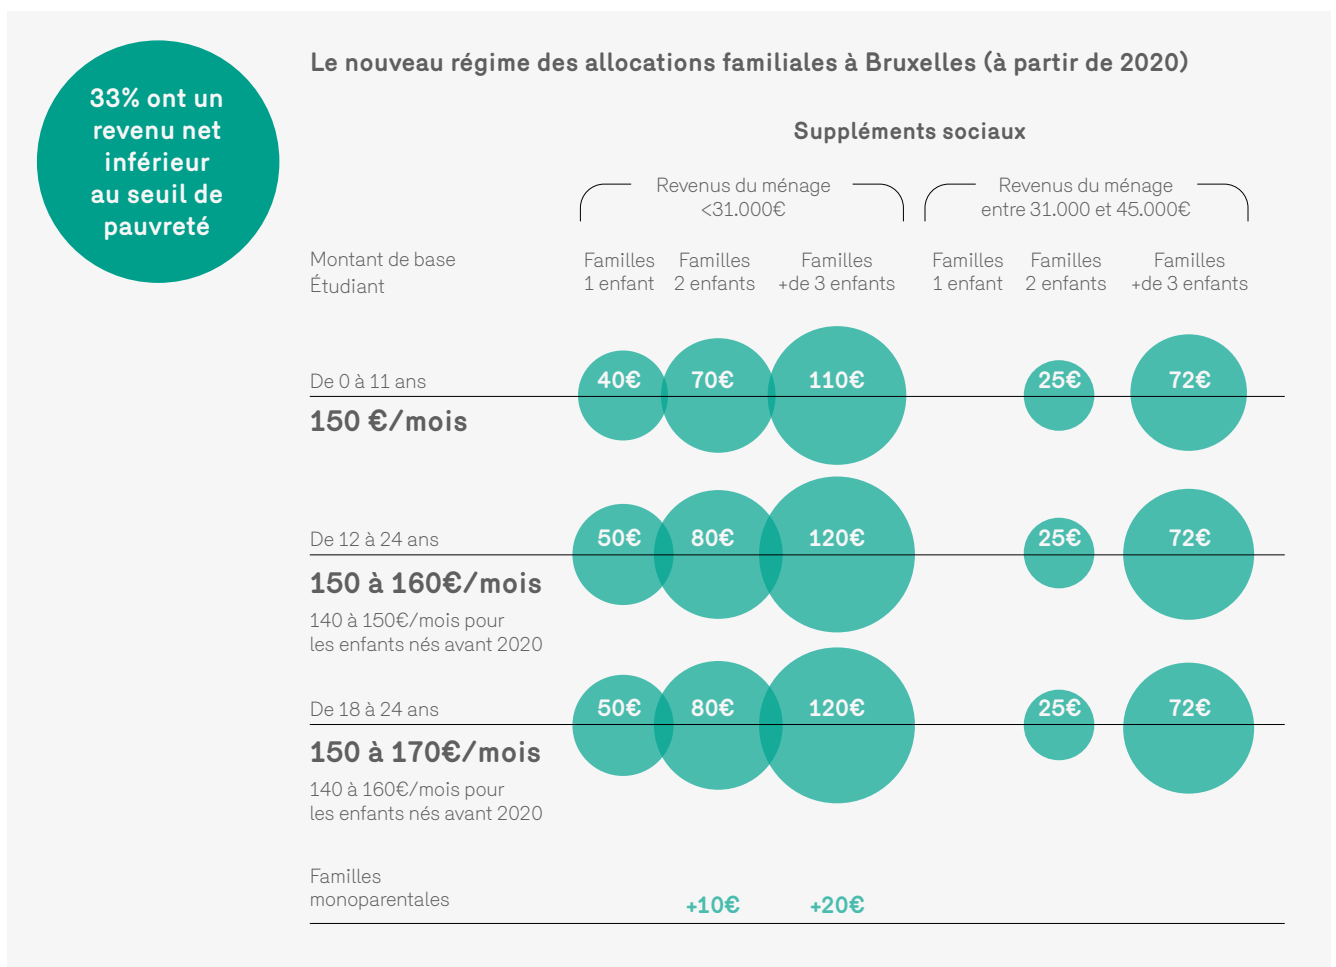 33% ont un
revenu net
inférieur
au seuil de
pauvreté
Le nouveau régime des allocations familiales à Bruxelles (à partir de 2020)
Suppléments sociaux
Revenus du ménage
<31.000€
Revenus du ménage
entre 31.000 et 45.000€
Montant de base
Étudiant
Familles
1 enfant
Familles
2 enfants
Familles
+de 3 enfants
Familles
1 enfant
Familles
2 enfants
Familles
+de 3 enfants
De 0 à 11 ans
40€ 70€ 110€ 25€ 72€
150 €/mois
De 12 à 24 ans
50€ 80€ 120€ 25€ 72€
150 à 160€/mois
140 à 150€/mois pour
les enfants nés avant 2020
De 18 à 24 ans
50€ 80€ 120€ 25€ 72€
150 à 170€/mois
140 à 160€/mois pour
les enfants nés avant 2020
Familles
monoparentales
+10€ +20€